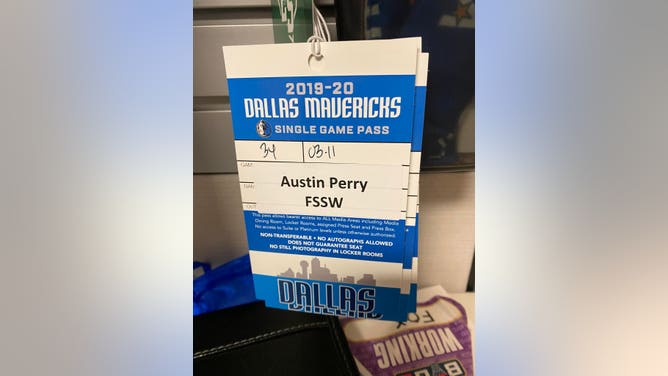 2019-20
DALLAS MAVERICKS
SINGLE GAME PASS
34 03-11
GAME
Austin Perry
FSSW
This pass allows bearer access to ALL Media Areas including Media
Dining Room, Locker Rooms, assigned Press Seat and Press Box.
No access to Suite or Platinum levels unless otherwise authorized.
NON-TRANSFERABLE • NO AUTOGRAPHS ALLOWED
DOES NOT GUARANTEE SEAT
NO STILL PHOTOGRAPHY IN LOCKER ROOMS
DALLAS
FOX
WORKING